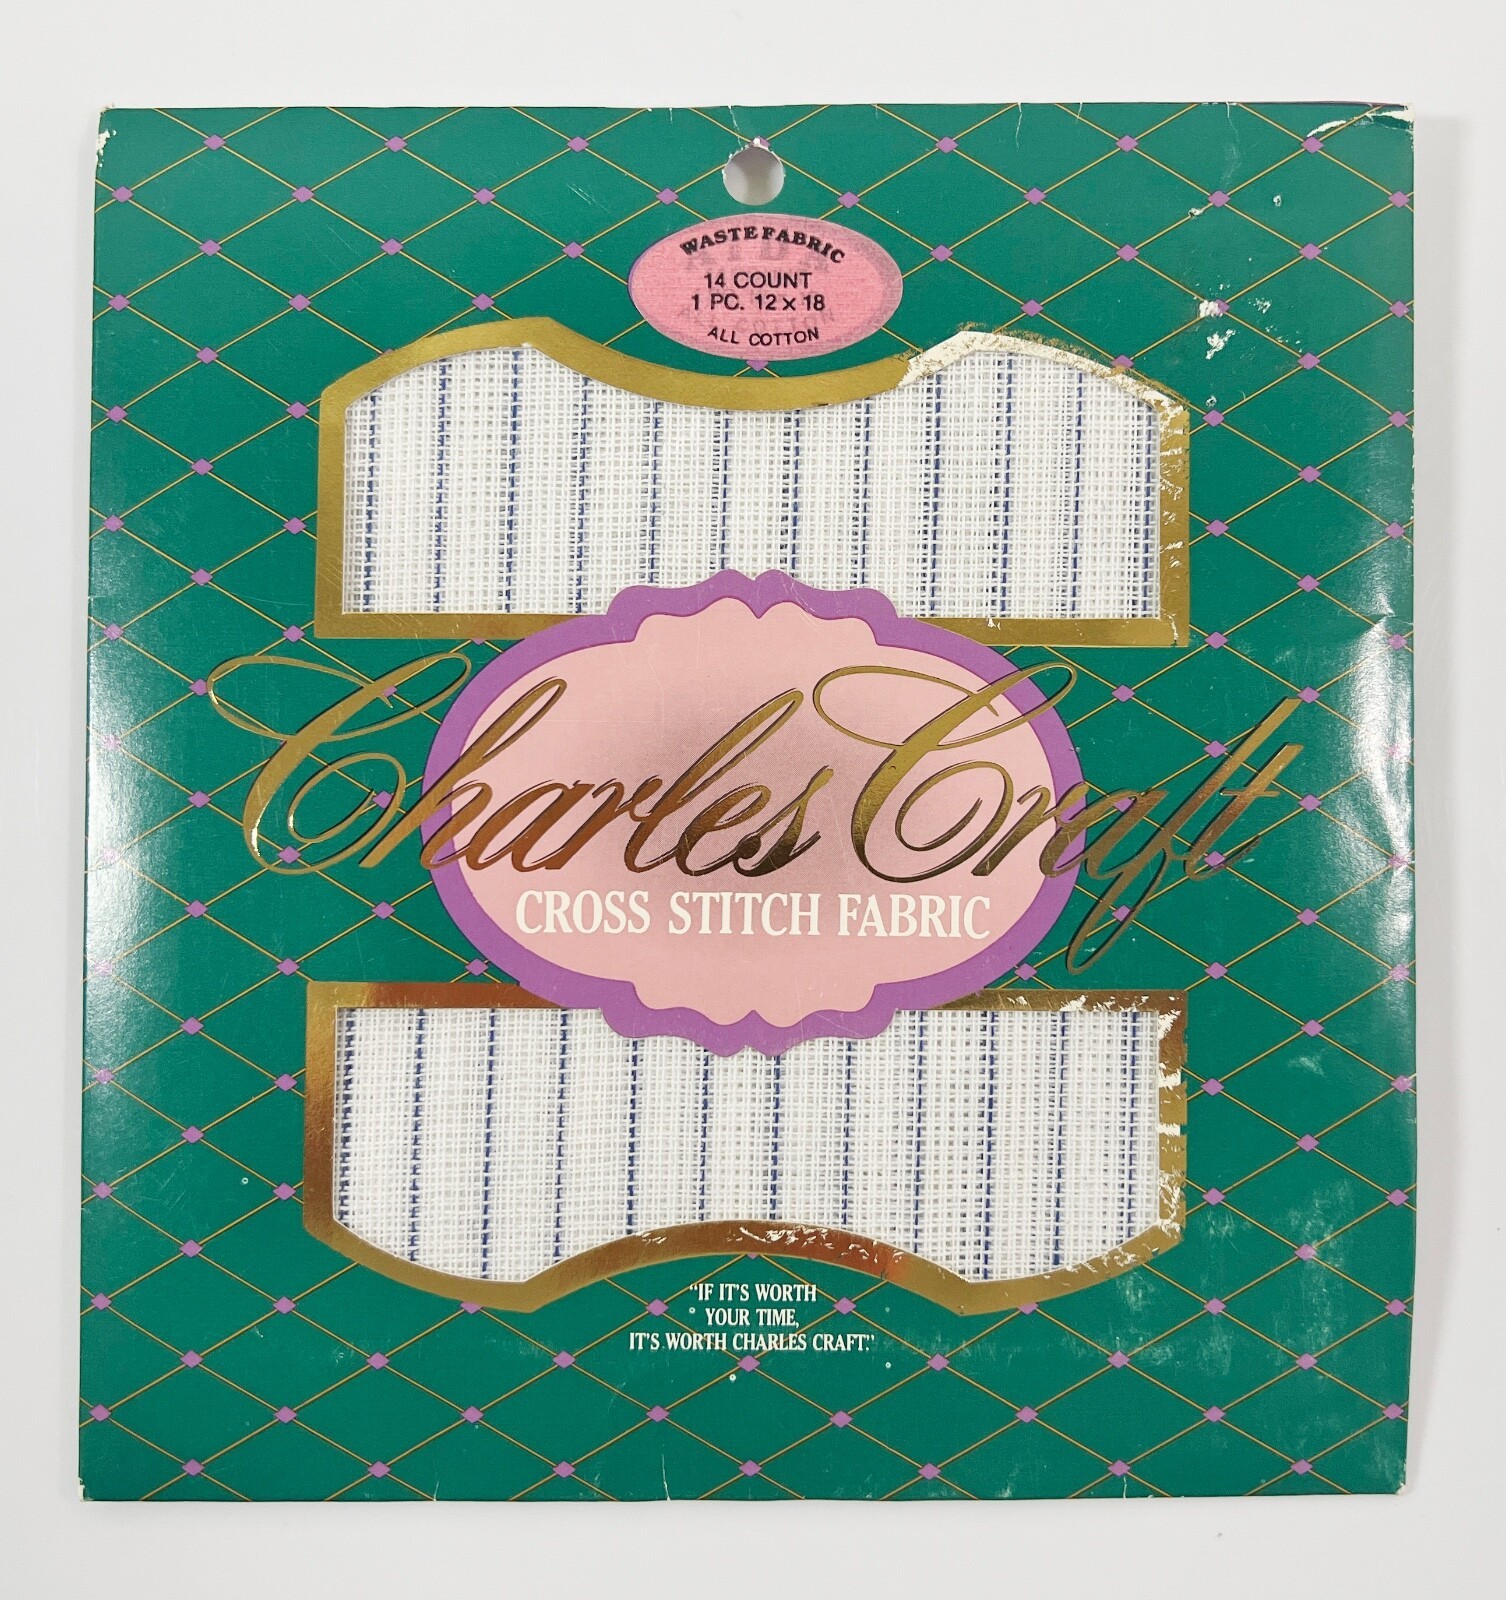 WASTE FABRIC
14 COUNT
1 PC. 12 x 18
ALL COTTON
Charles Craft
CROSS STITCH FABRIC
"IF IT'S WORTH
YOUR TIME,
IT'S WORTH CHARLES CRAFT."